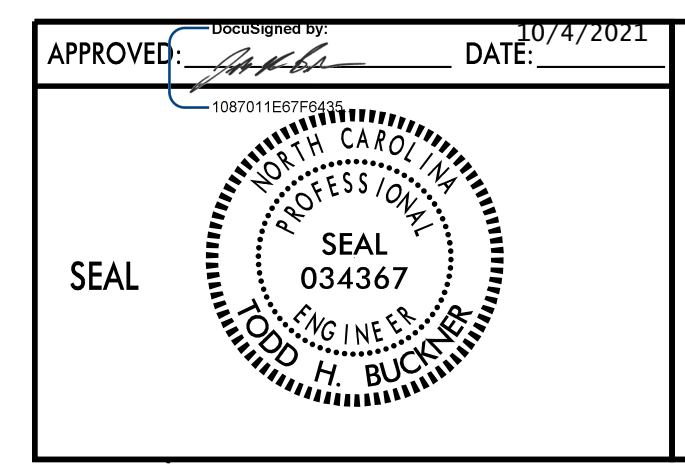 DocuSigned by:
APPROVED: DATE: 10/4/2021
1087011E67F6435...
NORTH CAROLINA
PROFESSIONAL
SEAL
034367
ENGINEER
TODD H. BUCKNER
SEAL